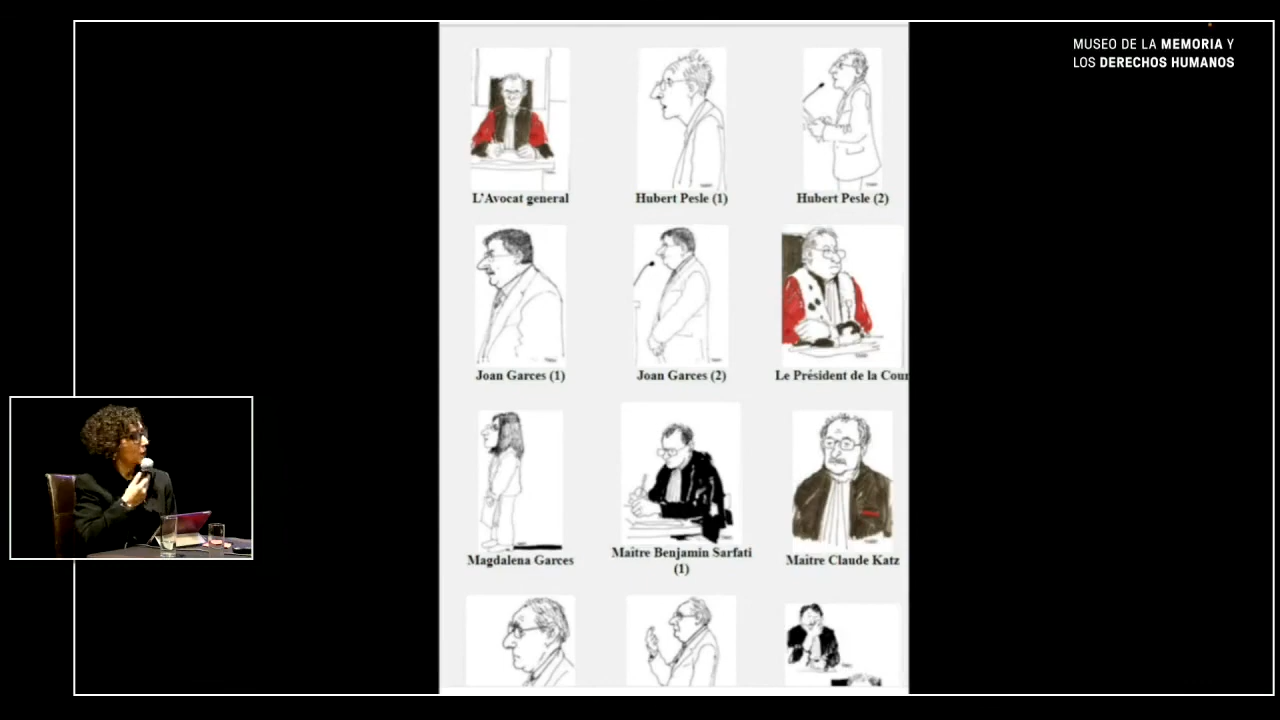 MUSEO DE LA MEMORIA Y
LOS DERECHOS HUMANOS
L'Avocat general
Hubert Pesle (1)
Hubert Pesle (2)
Joan Garces (1)
Joan Garces (2)
Le Président de la Cour
Magdalena Garces
Maître Benjamin Sarfati
(1)
Maitre Claude Katz